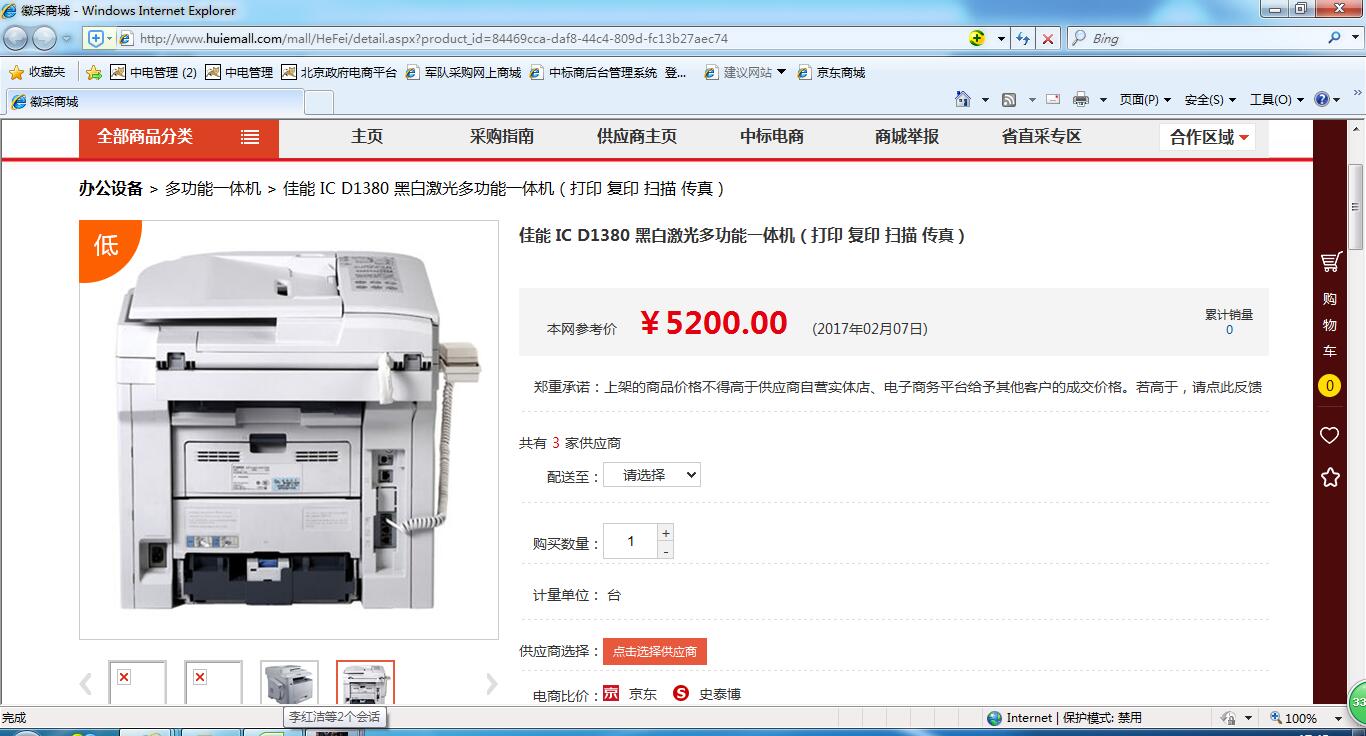 徽采商城 - Windows Internet Explorer
http://www.huiemall.com/mall/HeFei/detail.aspx?product_id=84469cca-daf8-44c4-809d-fc13b27aec74
Bing
收藏夹 中电管理 (2) 中电管理 北京政府电商平台 军队采购网上商城 中标商后台管理系统 登... 建议网站 京东商城
徽采商城
页面(P) 安全(S) 工具(O)
全部商品分类 主页 采购指南 供应商主页 中标电商 商城举报 省直采专区 合作区域
办公设备 > 多功能一体机 > 佳能 IC D1380 黑白激光多功能一体机 ( 打印 复印 扫描 传真 )
低
佳能 IC D1380 黑白激光多功能一体机 ( 打印 复印 扫描 传真 )
本网参考价 ￥5200.00 (2017年02月07日)
累计销量
0
郑重承诺：上架的商品价格不得高于供应商自营实体店、电子商务平台给予其他客户的成交价格。若高于，请点此反馈
共有 3 家供应商
配送至： 请选择
购买数量： 1 + -
计量单位： 台
供应商选择： 点击选择供应商
电商比价： 京 京东 S 史泰博
购
物
车
0
完成
李红洁等2个会话
Internet | 保护模式: 禁用
100%
33